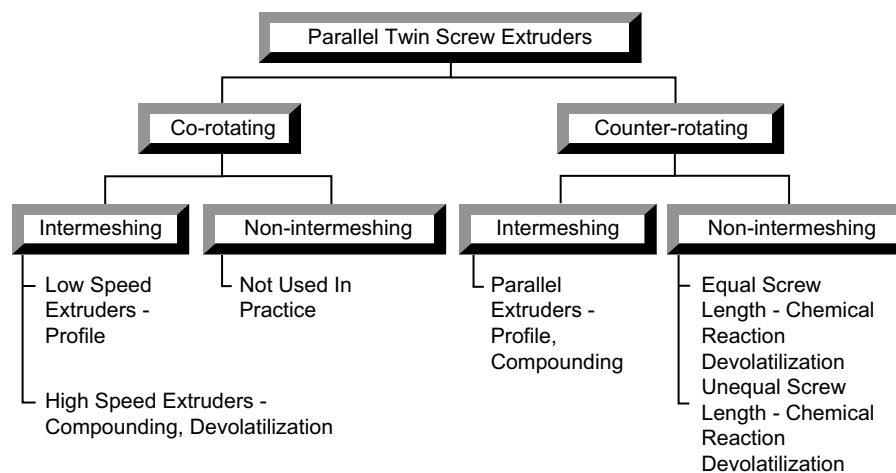 Parallel Twin Screw Extruders
Co-rotating
Counter-rotating
Intermeshing
Non-intermeshing
Intermeshing
Non-intermeshing
Low Speed
Extruders -
Profile
High Speed Extruders -
Compounding, Devolatilization
Not Used In
Practice
Parallel
Extruders -
Profile,
Compounding
Equal Screw
Length - Chemical
Reaction
Devolatilization
Unequal Screw
Length - Chemical
Reaction
Devolatilization